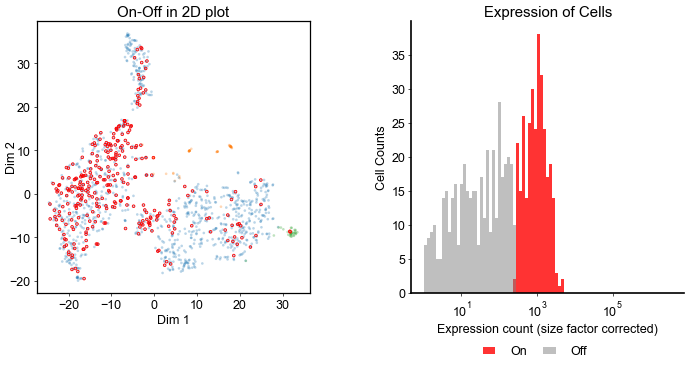 On-Off in 2D plot
Dim 2
40
30
20
10
0
−10
−20
−20 −10 0 10 20 30
Dim 1
Expression of Cells
Cell Counts
35
30
25
20
15
10
5
0
10^1 10^3 10^5
Expression count (size factor corrected)
On Off